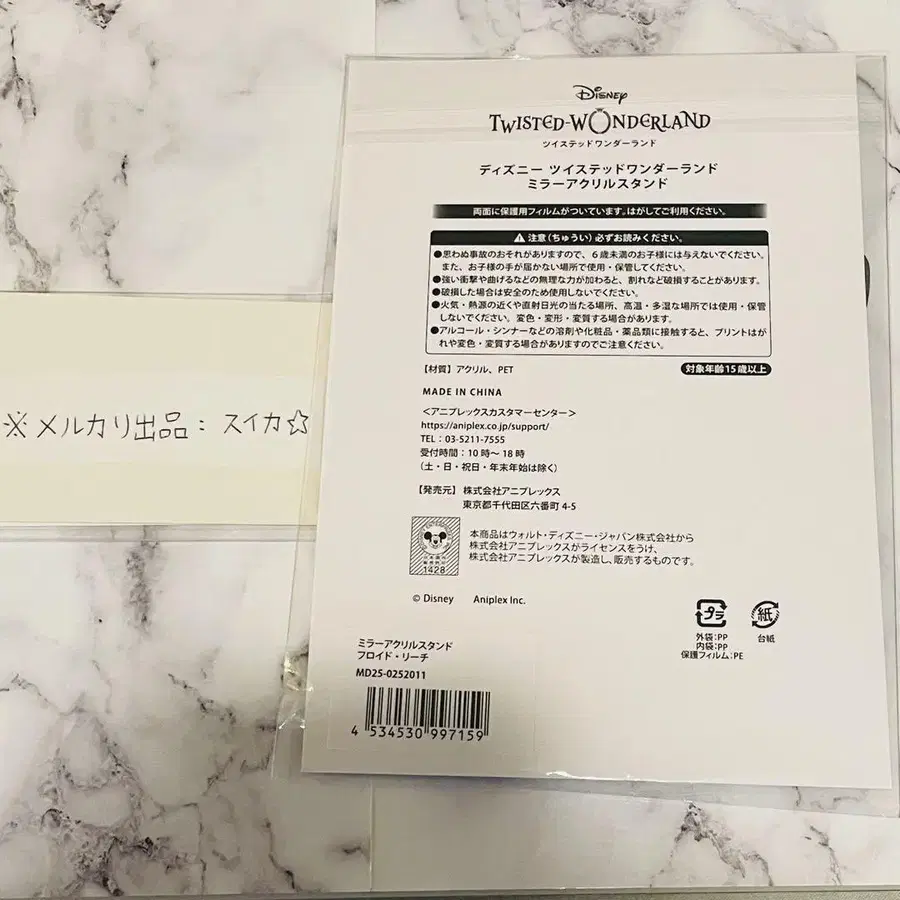 Disney
TWISTED-WONDERLAND
ツイステッドワンダーランド
ディズニー ツイステッドワンダーランド
ミラーアクリルスタンド
両面に保護用フィルムがついています。はがしてご利用ください。
注意(ちゅうい)必ずお読みください。
●思わぬ事故のおそれがありますので、6歳未満のお子様には与えないでください。
また、お子様の手が届かない場所で使用・保管してください。
●強い衝撃や曲げるなどの無理な力が加わると、割れなど破損することがあります。
●破損した場合は安全のため使用しないでください。
●火気・熱源の近くや直射日光の当たる場所、高温・多湿な場所では使用・保管
しないでください。変色・変形・変質する場合があります。
●アルコール・シンナーなどの溶剤や化粧品・薬品類に接触すると、プリントはが
れや変色・変質する場合がありますのでご注意ください。
【材質】アクリル、PET
対象年齢15歳以上
MADE IN CHINA
<アニプレックスカスタマーセンター>
https://aniplex.co.jp/support/
TEL:03-5211-7555
受付時間:10時〜18時
(土・日・祝日・年末年始は除く)
【発売元】株式会社アニプレックス
東京都千代田区六番町4-5
※メルカリ出品:スイカ☆
1428
本商品はウォルト・ディズニー・ジャパン株式会社から
株式会社アニプレックスがライセンスをうけ、
株式会社アニプレックスが製造し、販売するものです。
© Disney Aniplex Inc.
プラ
外袋:PP
内袋:PP
保護フィルム:PE
紙
台紙
ミラーアクリルスタンド
フロイド・リーチ
MD25-0252011
4 534530 997159